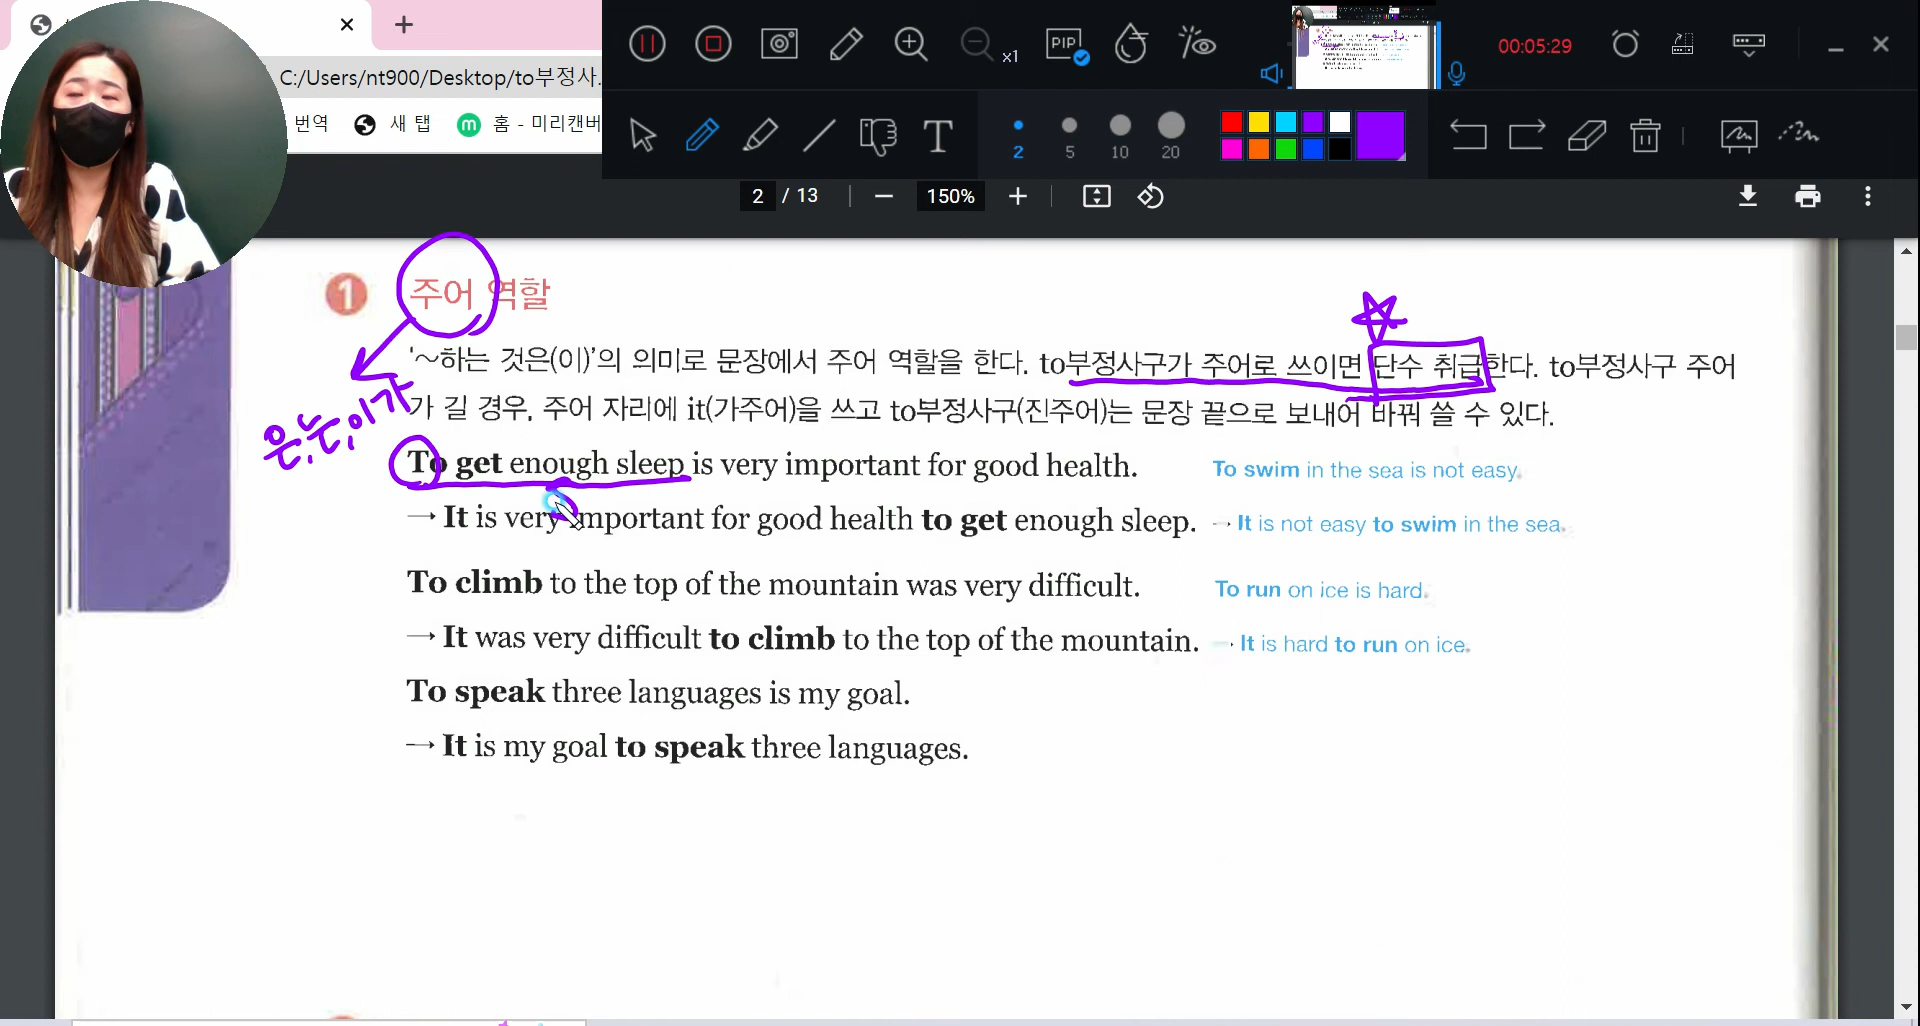 C:/Users/nt900/Desktop/to부정사.
번역 새 탭 m 홈 - 미리캔버
x1
PIP
00:05:29
T
2 5 10 20
2 / 13 150%
1 주어 역할
'~하는 것은(이)'의 의미로 문장에서 주어 역할을 한다. to부정사구가 주어로 쓰이면 단수 취급한다. to부정사구 주어
가 길 경우, 주어 자리에 it(가주어)을 쓰고 to부정사구(진주어)는 문장 끝으로 보내어 바꿔 쓸 수 있다.
은,는,이가
To get enough sleep is very important for good health. To swim in the sea is not easy.
→ It is very important for good health to get enough sleep. → It is not easy to swim in the sea.
To climb to the top of the mountain was very difficult. To run on ice is hard.
→ It was very difficult to climb to the top of the mountain. → It is hard to run on ice.
To speak three languages is my goal.
→ It is my goal to speak three languages.